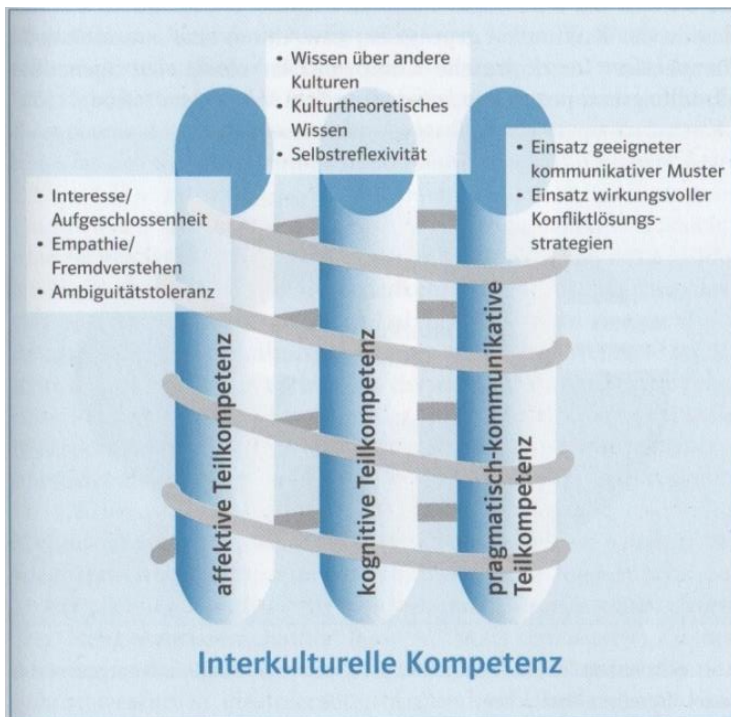 • Wissen über andere
Kulturen
• Kulturtheoretisches
Wissen
• Selbstreflexivität
• Einsatz geeigneter
kommunikativer Muster
• Einsatz wirkungsvoller
Konfliktlösungs-
strategien
• Interesse/
Aufgeschlossenheit
• Empathie/
Fremdverstehen
• Ambiguitätstoleranz
affektive Teilkompetenz
kognitive Teilkompetenz
pragmatisch-kommunikative
Teilkompetenz
Interkulturelle Kompetenz